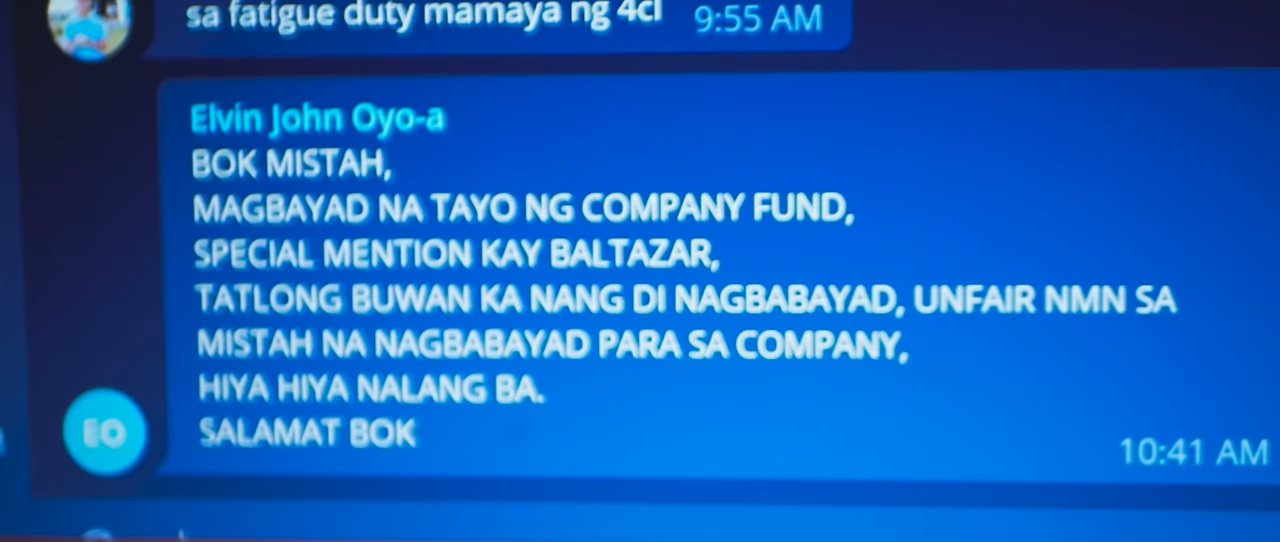 sa fatigue duty mamaya ng 4cl 9:55 AM
Elvin John Oyo-a
BOK MISTAH,
MAGBAYAD NA TAYO NG COMPANY FUND,
SPECIAL MENTION KAY BALTAZAR,
TATLONG BUWAN KA NANG DI NAGBABAYAD, UNFAIR NMN SA
MISTAH NA NAGBABAYAD PARA SA COMPANY,
HIYA HIYA NALANG BA.
SALAMAT BOK
EO
10:41 AM